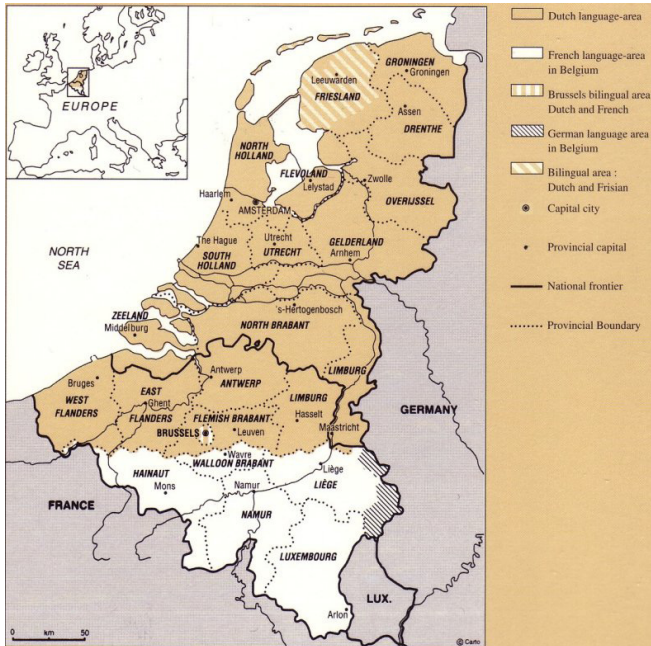 EUROPE
NORTH
SEA
GRONINGEN
Groningen
Leeuwarden
FRIESLAND
Assen
DRENTHE
NORTH
HOLLAND
FLEVOLAND
Lelystad
Zwolle
Haarlem
AMSTERDAM
OVERIJSSEL
The Hague
Utrecht
GELDERLAND
SOUTH
HOLLAND
UTRECHT
Arnhem
ZEELAND
Middelburg
's-Hertogenbosch
NORTH BRABANT
LIMBURG
Bruges
EAST
Antwerp
ANTWERP
LIMBURG
WEST
FLANDERS
Ghent
FLANDERS
FLEMISH BRABANT
Hasselt
BRUSSELS
Leuven
Maastricht
GERMANY
Wavre
WALLOON BRABANT
HAINAUT
Liège
Mons
Namur
LIÈGE
FRANCE
NAMUR
LUXEMBOURG
LUX.
Arlon
0 km 50
© Carto
Dutch language-area
French language-area
in Belgium
Brussels bilingual area
Dutch and French
German language area
in Belgium
Bilingual area :
Dutch and Frisian
Capital city
Provincial capital
National frontier
Provincial Boundary